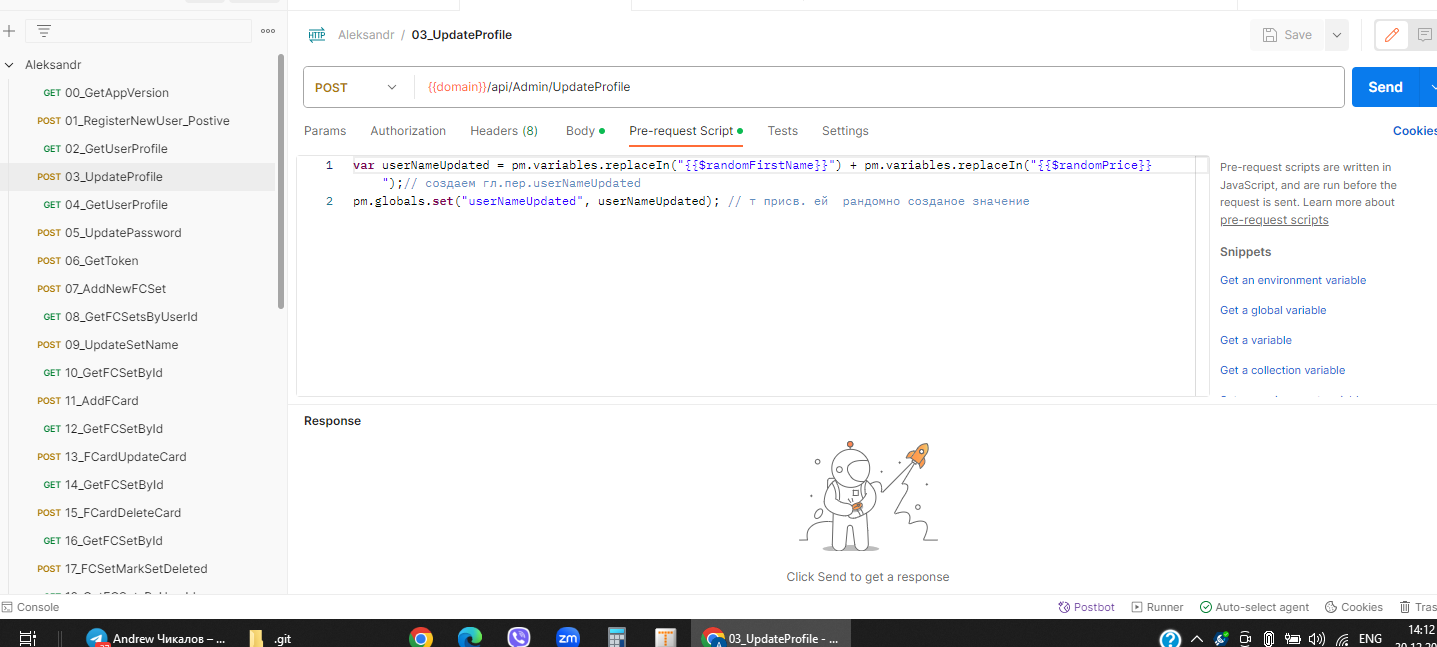 Aleksandr / 03_UpdateProfile
Save
Aleksandr
GET 00_GetAppVersion
POST 01_RegisterNewUser_Postive
GET 02_GetUserProfile
POST 03_UpdateProfile
GET 04_GetUserProfile
POST 05_UpdatePassword
POST 06_GetToken
POST 07_AddNewFCSet
GET 08_GetFCSetsByUserId
POST 09_UpdateSetName
GET 10_GetFCSetById
POST 11_AddFCard
GET 12_GetFCSetById
POST 13_FCardUpdateCard
GET 14_GetFCSetById
POST 15_FCardDeleteCard
GET 16_GetFCSetById
POST 17_FCSetMarkSetDeleted
HTTP
POST {{domain}}/api/Admin/UpdateProfile
Send
Params Authorization Headers (8) Body Pre-request Script Tests Settings
Cookies
1 var userNameUpdated = pm.variables.replaceIn("{{$randomFirstName}}") + pm.variables.replaceIn("{{$randomPrice}}
");// создаем гл.пер.userNameUpdated
2 pm.globals.set("userNameUpdated", userNameUpdated); // т присв. ей  рандомно созданое значение
Pre-request scripts are written in
JavaScript, and are run before the
request is sent. Learn more about
pre-request scripts
Snippets
Get an environment variable
Get a global variable
Get a variable
Get a collection variable
Response
Click Send to get a response
Console
Postbot
Runner
Auto-select agent
Cookies
Tras
Andrew Чикалов – ...
.git
zm
T
03_UpdateProfile - ...
ENG
14:12